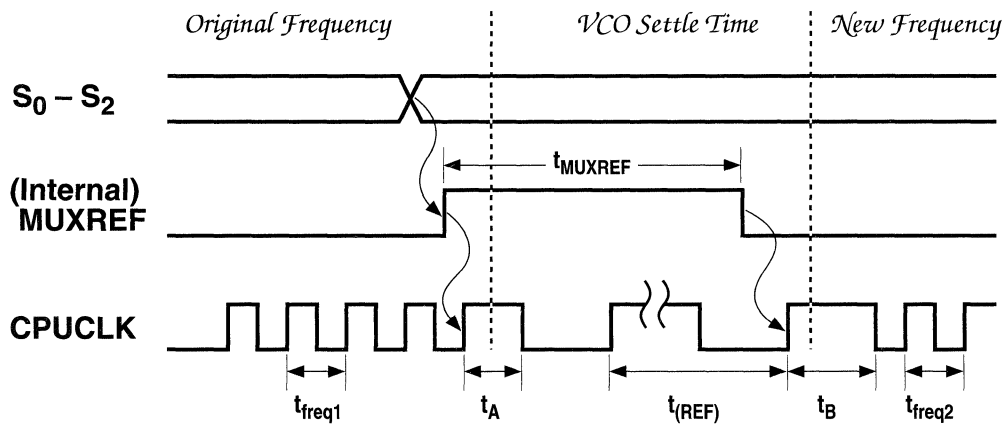 Original Frequency VCO Settle Time New Frequency
S0 – S2
tMUXREF
(Internal)
MUXREF
CPUCLK
tfreq1 tA t(REF) tB tfreq2